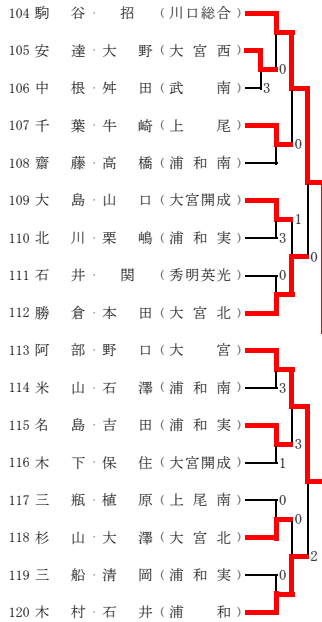 104 駒谷・招 (川口総合)
0
105 安達・大野 (大宮西)
106 中根・舛田 (武南) 3
107 千葉・牛崎 (上尾)
0
108 齋藤・高橋 (浦和南)
109 大島・山口 (大宮開成)
1
110 北川・栗嶋 (浦和実) 3
0
111 石井・関 (秀明英光) 0
112 勝倉・本田 (大宮北)
113 阿部・野口 (大宮)
114 米山・石澤 (浦和南) 3
115 名島・吉田 (浦和実)
3
116 木下・保住 (大宮開成) 1
117 三瓶・植原 (上尾南) 0
0
118 杉山・大澤 (大宮北)
2
119 三船・清岡 (浦和実) 0
120 木村・石井 (浦和)